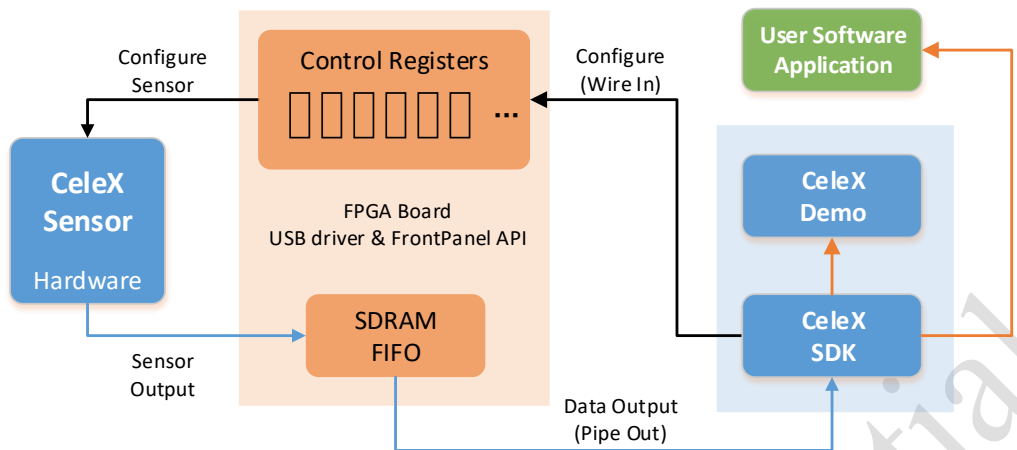 Configure
Sensor
Control Registers
...
Configure
(Wire In)
User Software
Application
CeleX
Sensor
Hardware
FPGA Board
USB driver & FrontPanel API
CeleX
Demo
SDRAM
FIFO
CeleX
SDK
Sensor
Output
Data Output
(Pipe Out)